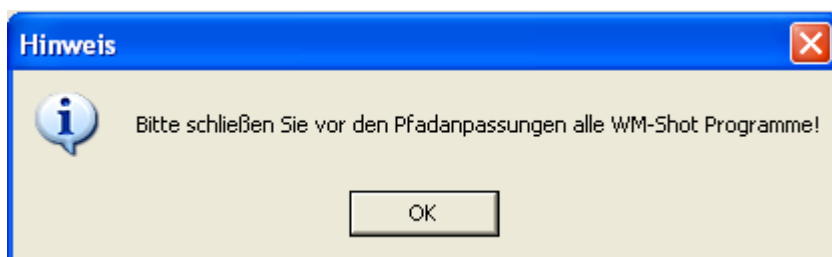 Hinweis
Bitte schließen Sie vor den Pfadanpassungen alle WM-Shot Programme!
OK